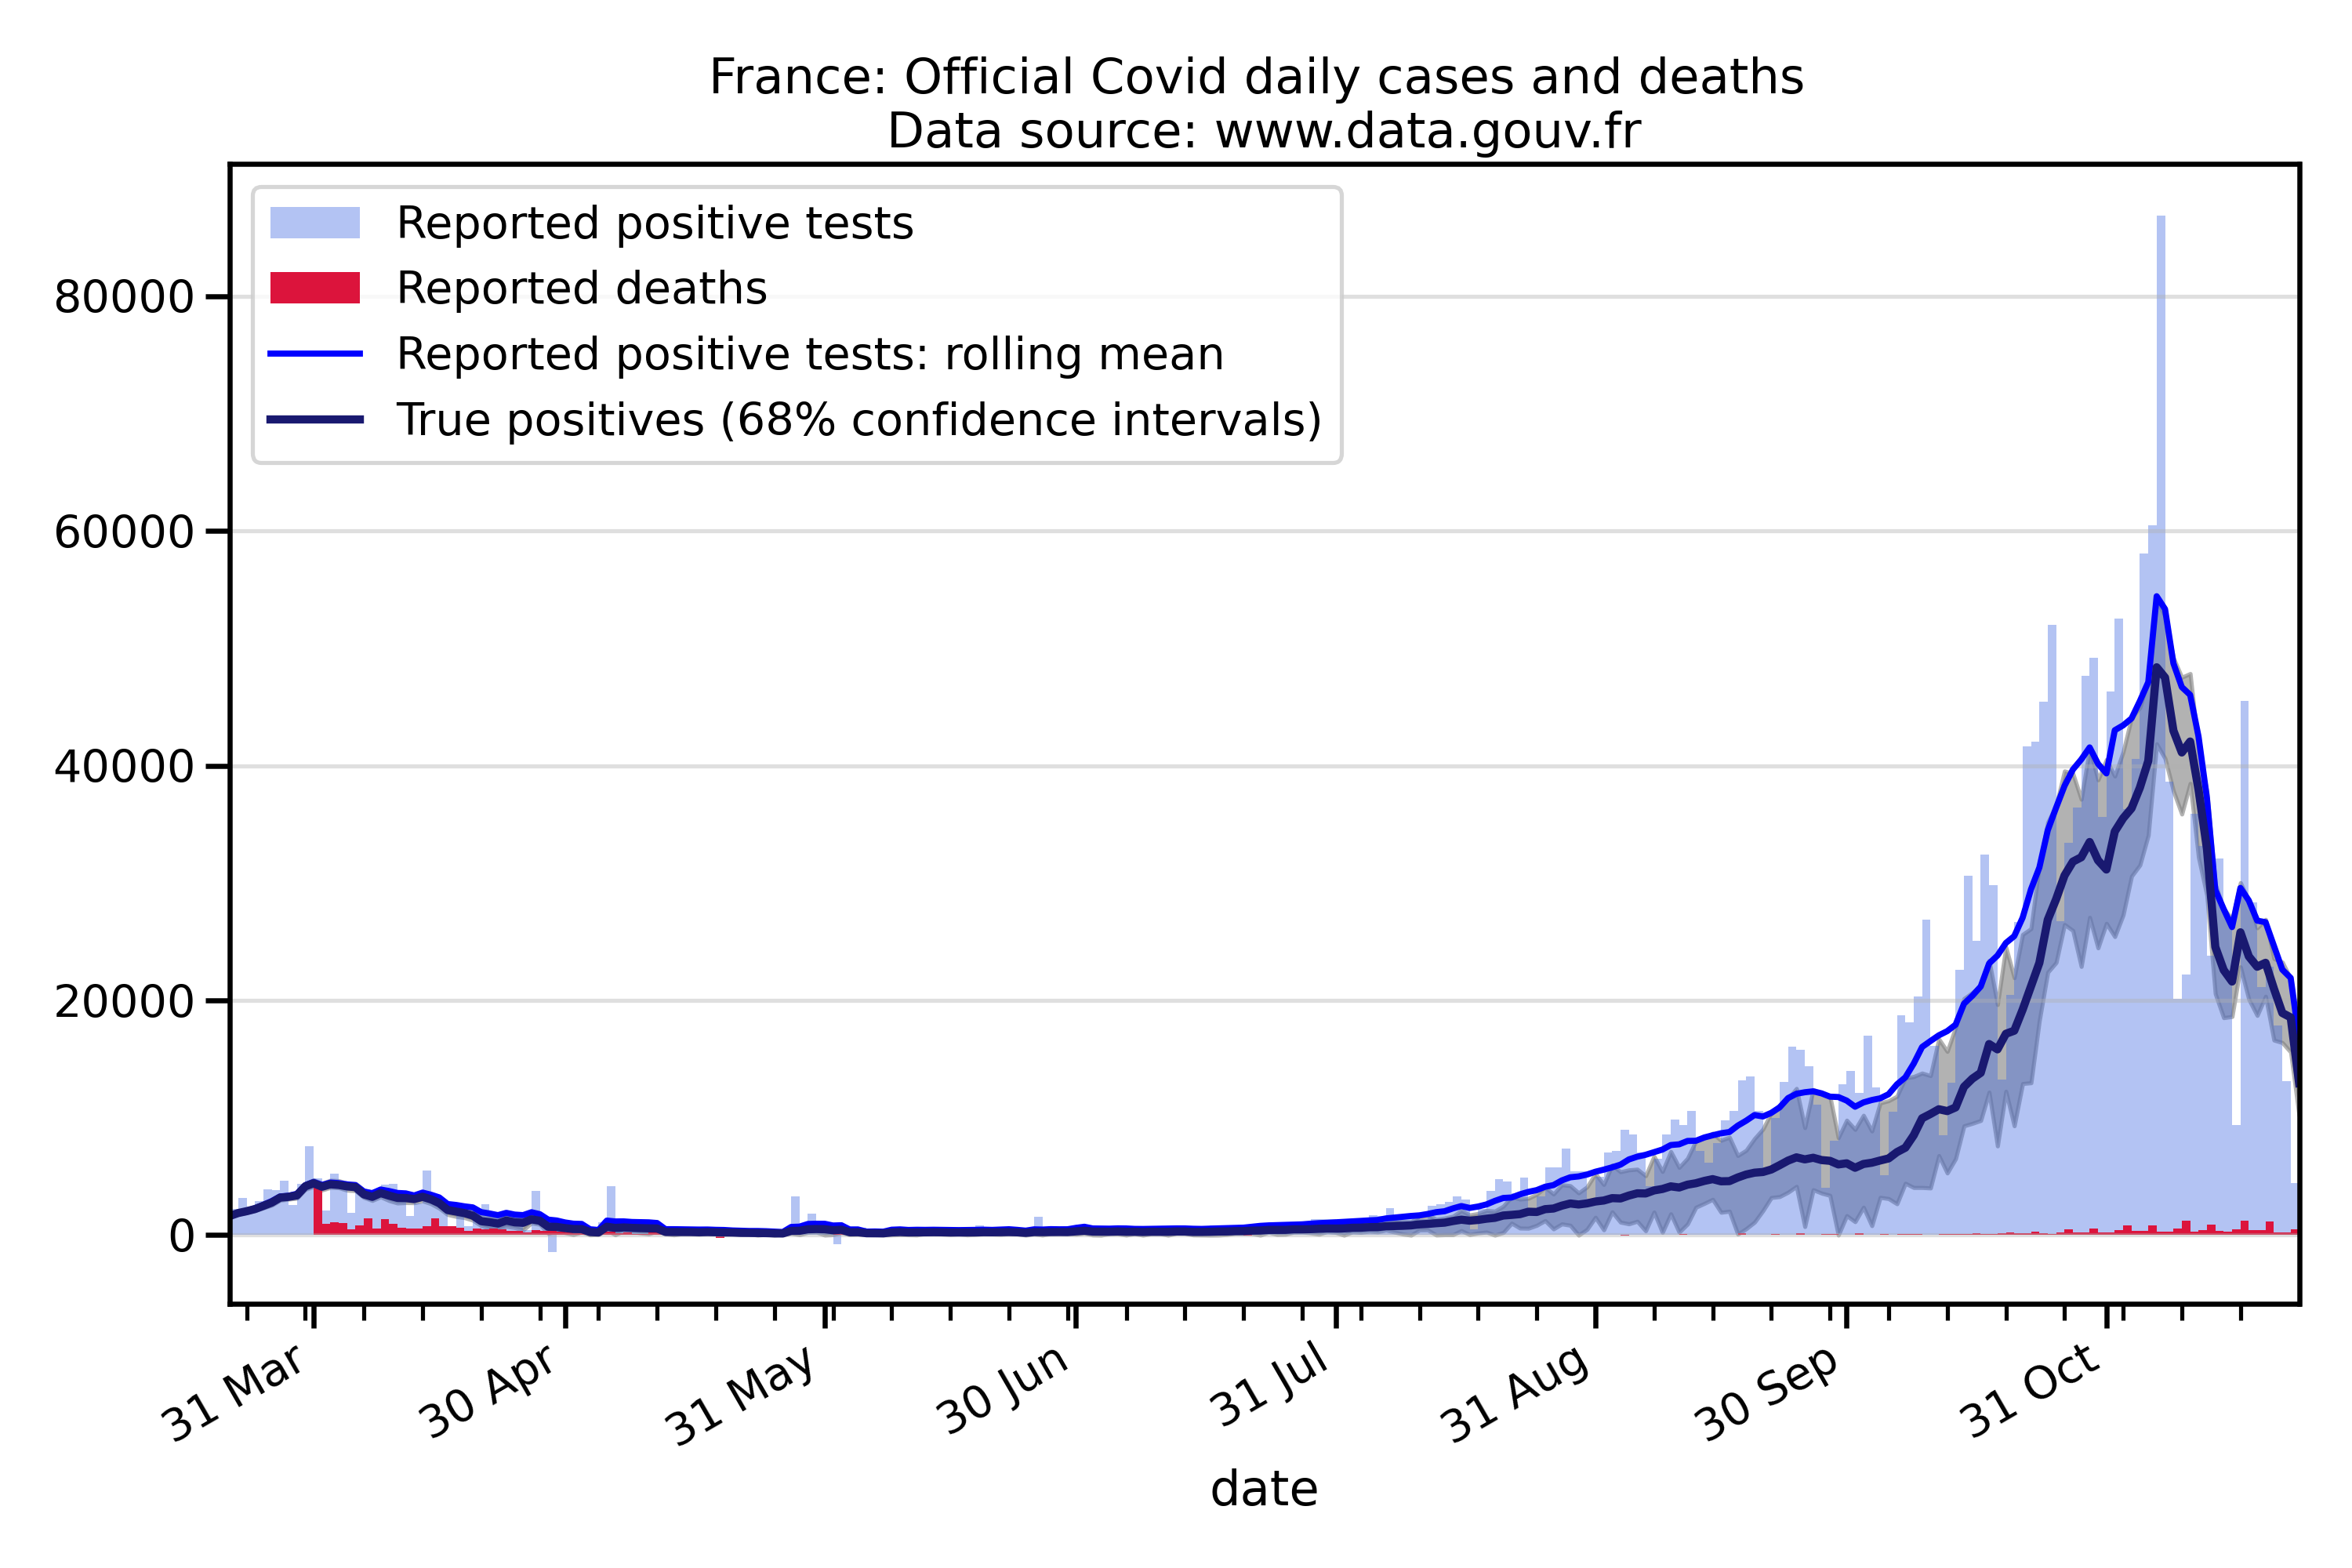 France: Official Covid daily cases and deaths
Data source: www.data.gouv.fr
Reported positive tests
Reported deaths
Reported positive tests: rolling mean
True positives (68% confidence intervals)
80000
60000
40000
20000
0
31 Mar
30 Apr
31 May
30 Jun
31 Jul
31 Aug
30 Sep
31 Oct
date